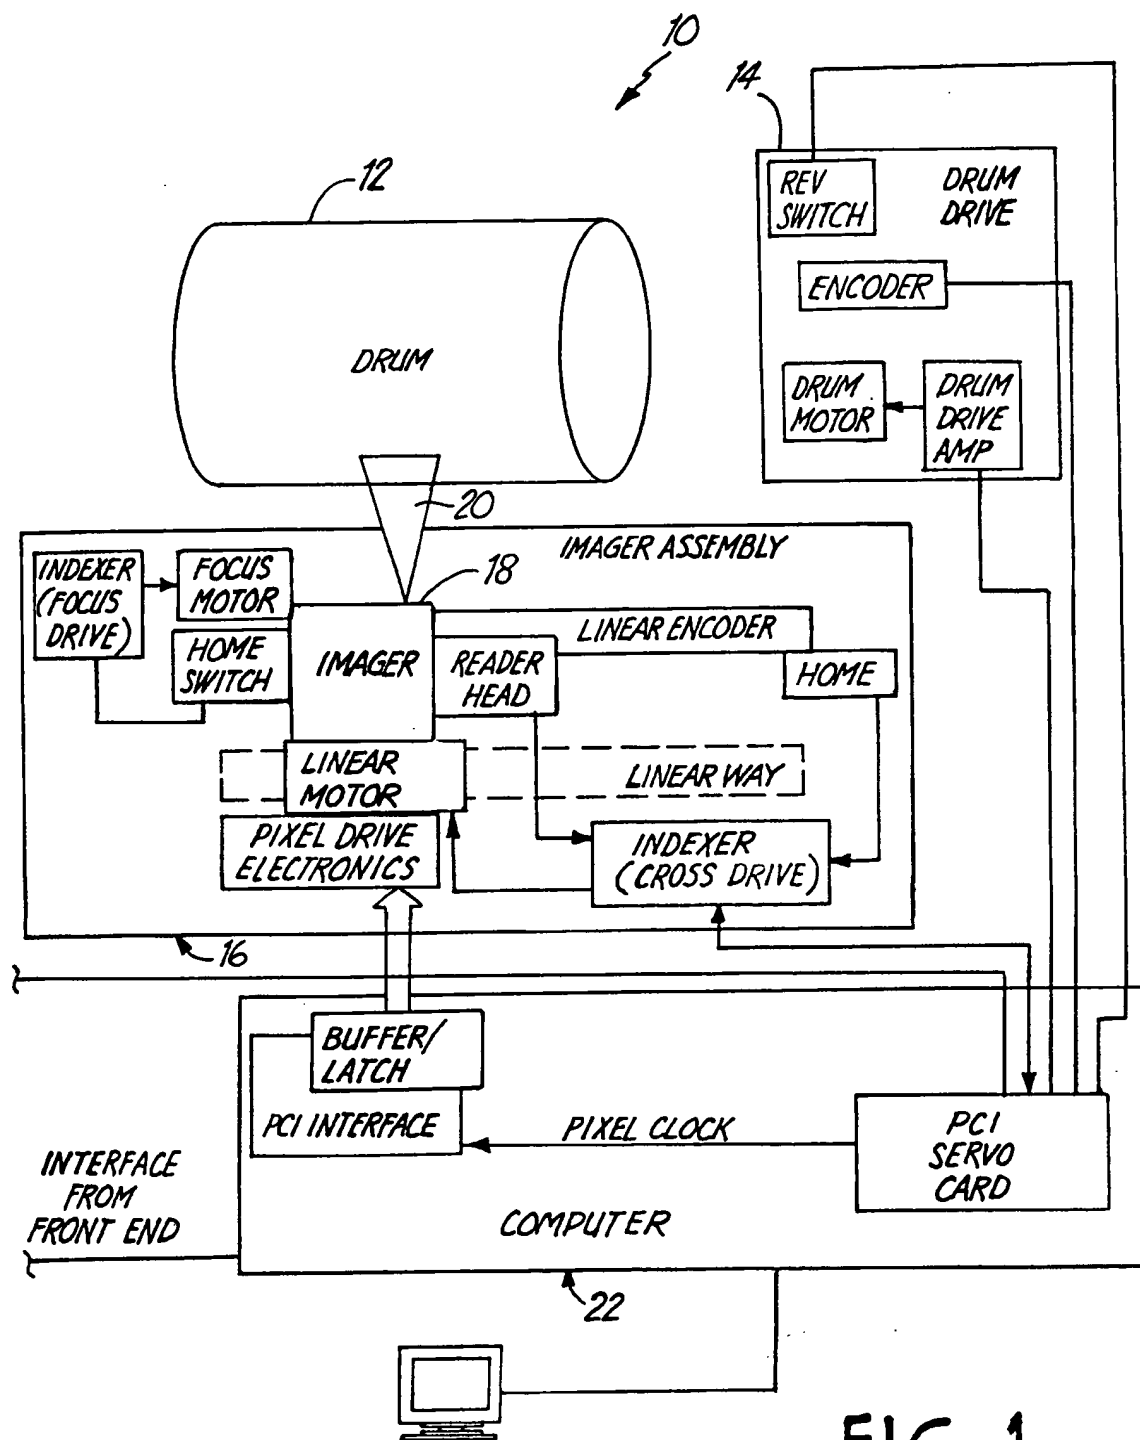 10
14
12
REV
SWITCH
DRUM
DRIVE
ENCODER
DRUM
DRUM
MOTOR
DRUM
DRIVE
AMP
20
IMAGER ASSEMBLY
18
INDEXER
(FOCUS
DRIVE)
FOCUS
MOTOR
HOME
SWITCH
IMAGER
LINEAR ENCODER
READER
HEAD
HOME
LINEAR
MOTOR
LINEAR WAY
PIXEL DRIVE
ELECTRONICS
INDEXER
(CROSS DRIVE)
16
BUFFER/
LATCH
PCI INTERFACE
PIXEL CLOCK
PCI
SERVO
CARD
INTERFACE
FROM
FRONT END
COMPUTER
22
FIG. 1